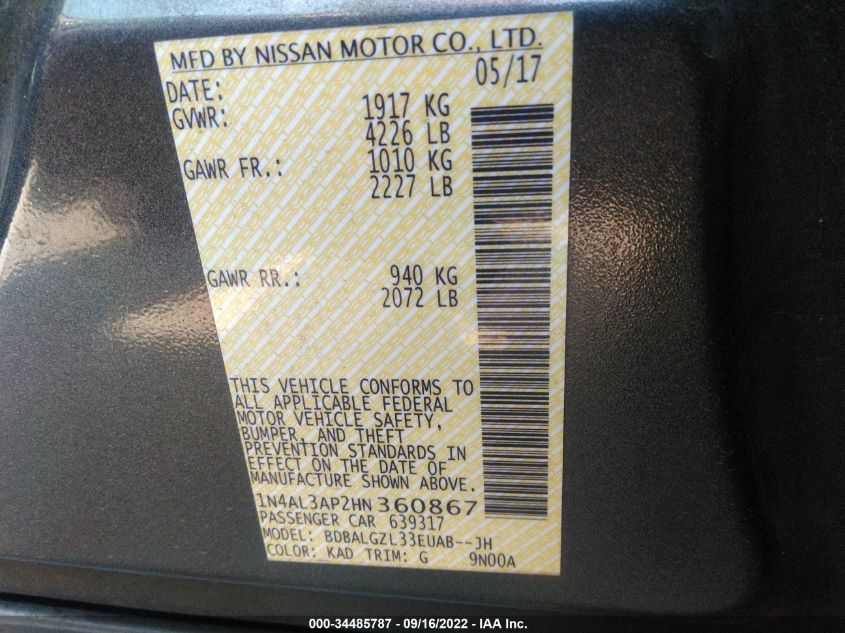 MFD BY NISSAN MOTOR CO., LTD.
DATE: 05/17
GVWR: 1917 KG
4226 LB
GAWR FR.: 1010 KG
2227 LB
GAWR RR.: 940 KG
2072 LB
THIS VEHICLE CONFORMS TO
ALL APPLICABLE FEDERAL
MOTOR VEHICLE SAFETY,
BUMPER, AND THEFT
PREVENTION STANDARDS IN
EFFECT ON THE DATE OF
MANUFACTURE SHOWN ABOVE.
1N4AL3AP2HN360867
PASSENGER CAR 639317
MODEL: BDBALGZL33EUAB--JH
COLOR: KAD TRIM: G 9N00A
000-34485787 - 09/16/2022 - IAA Inc.